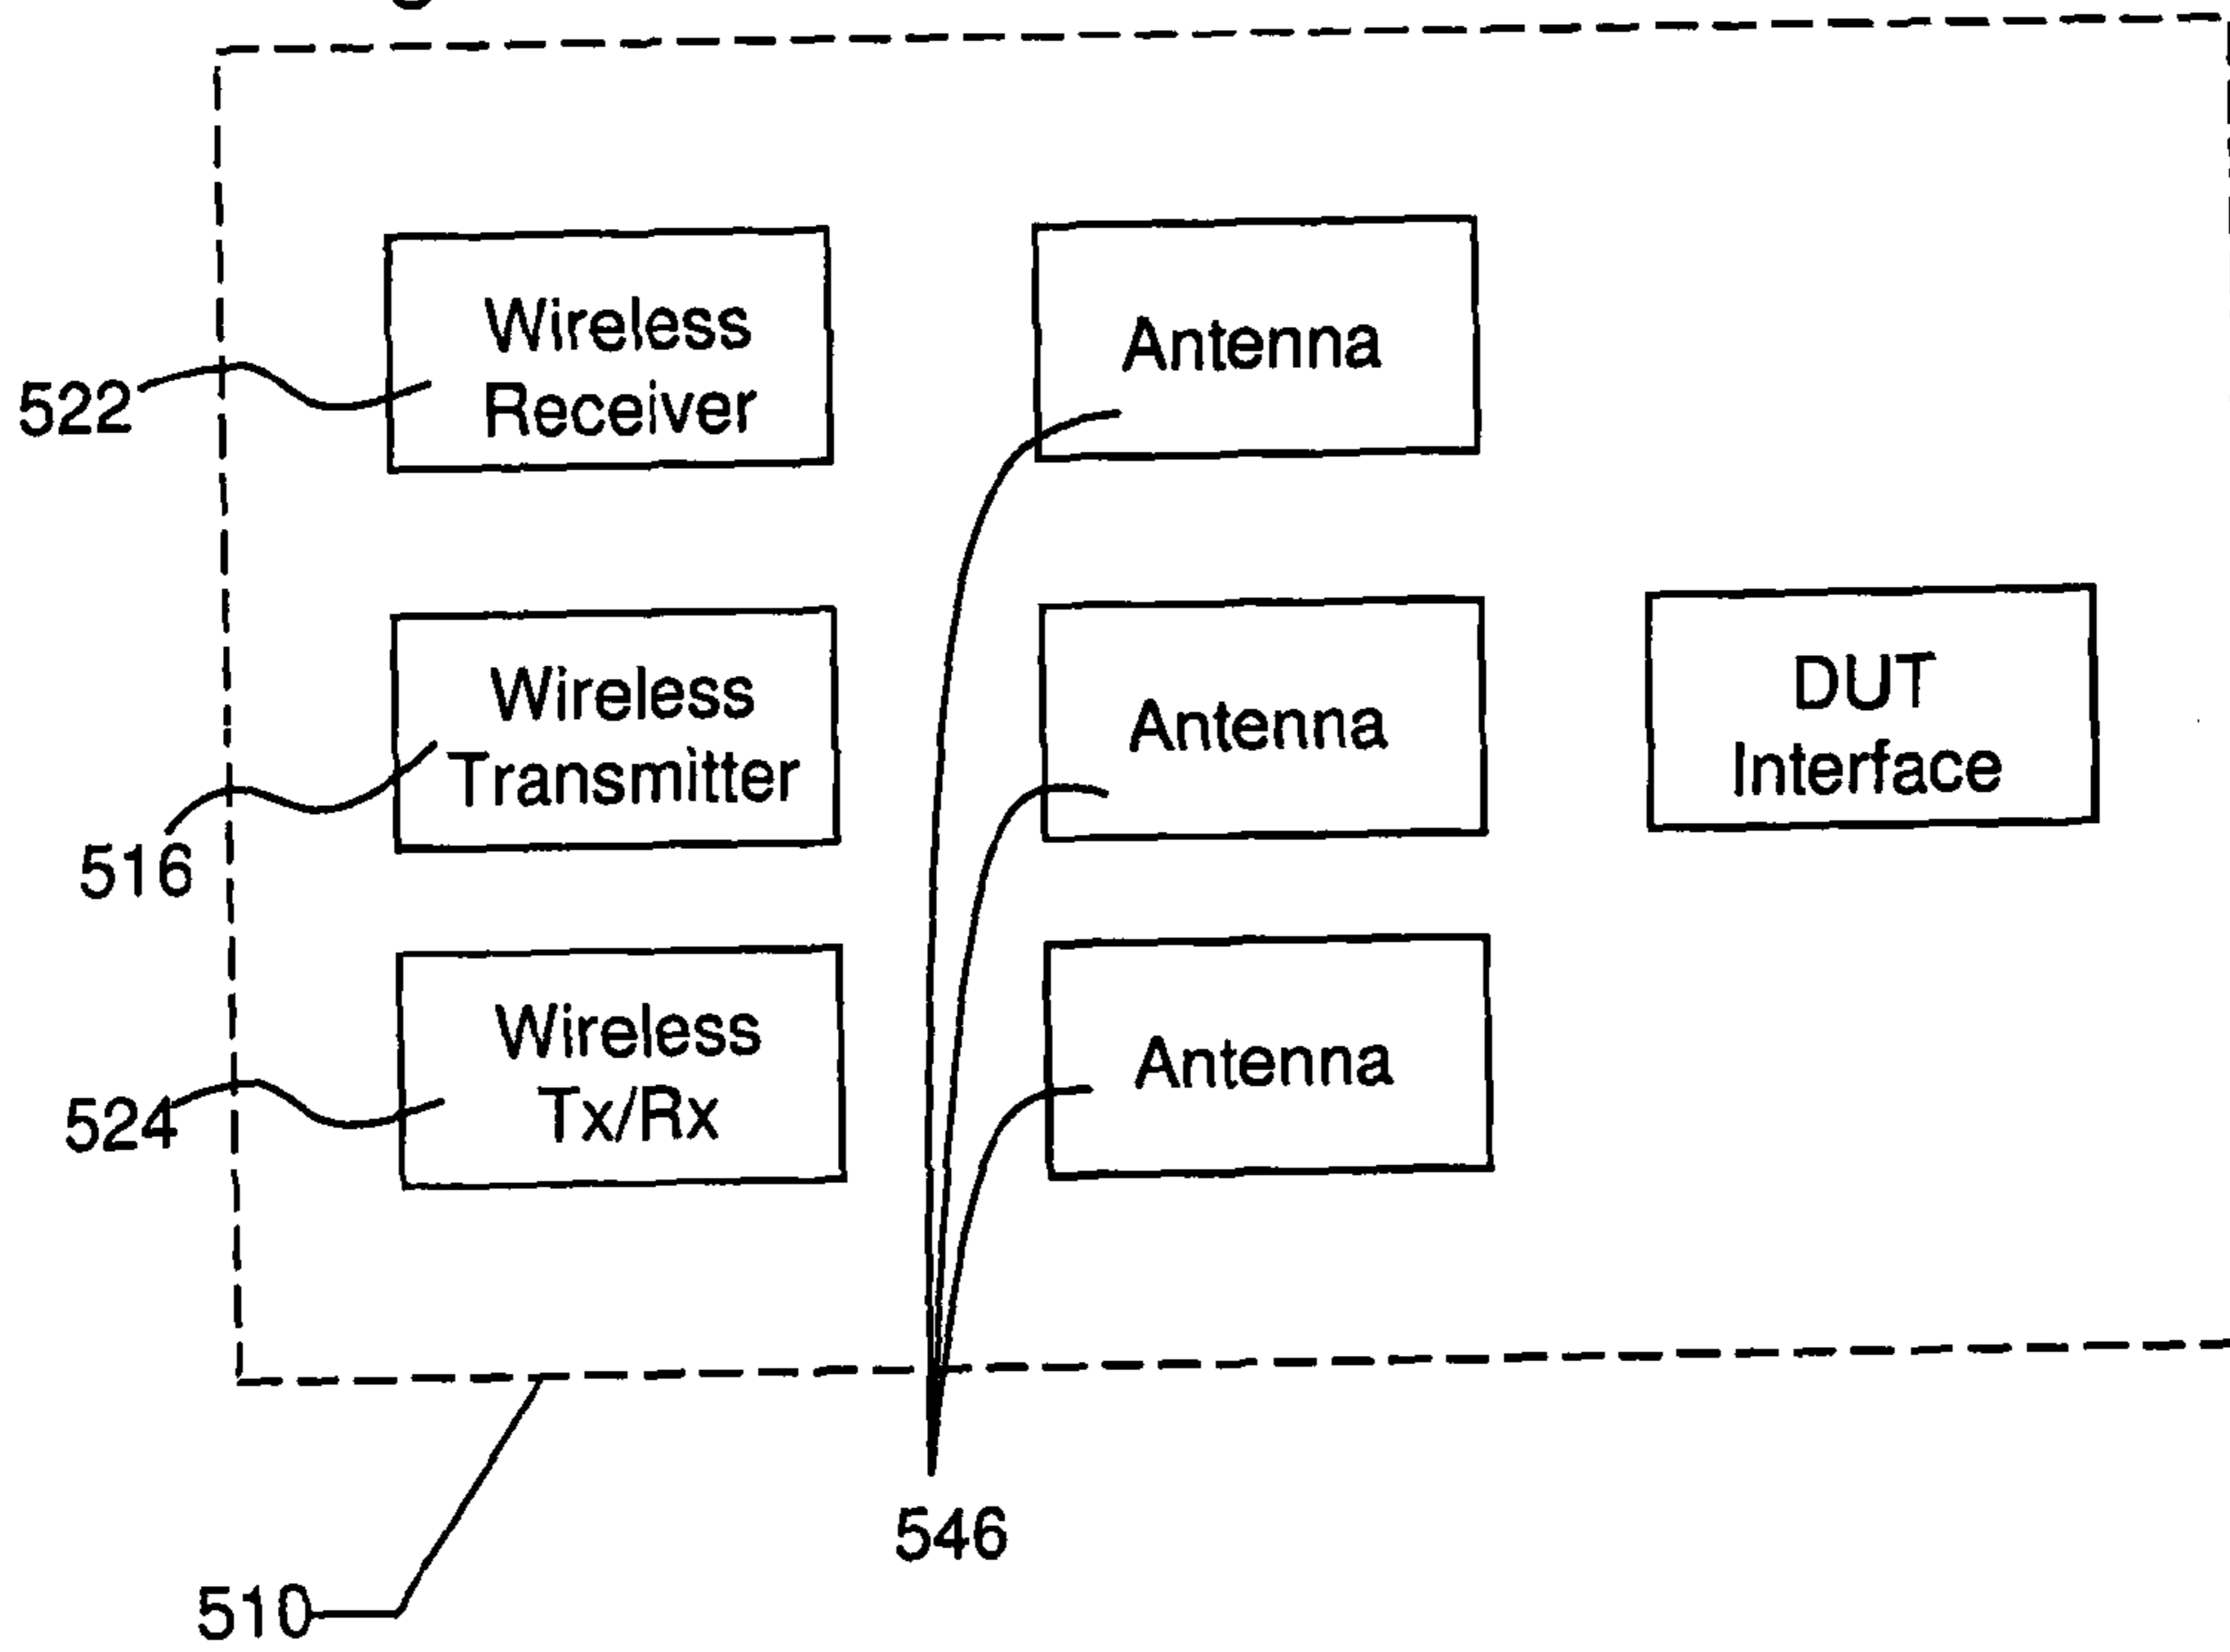 Wireless
Receiver
Antenna
522
Wireless
Transmitter
Antenna
DUT
Interface
516
Wireless
Tx/Rx
Antenna
524
546
510